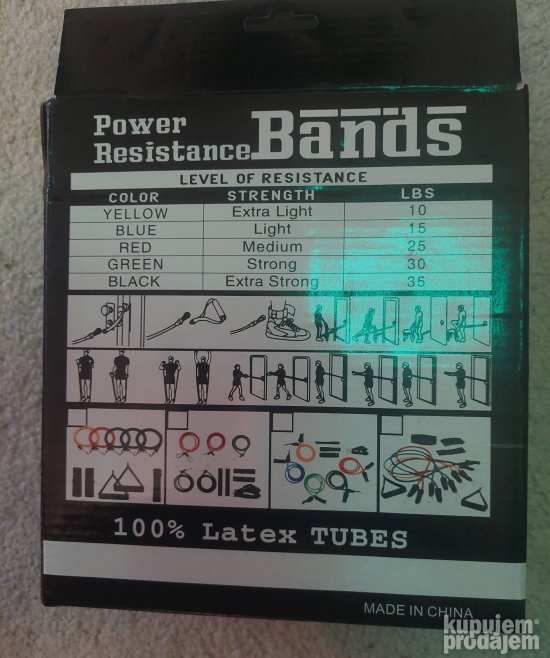 Power
Resistance Bands
LEVEL OF RESISTANCE
COLOR STRENGTH LBS
YELLOW Extra Light 10
BLUE Light 15
RED Medium 25
GREEN Strong 30
BLACK Extra Strong 35
100% Latex TUBES
MADE IN CHINA
kupujem
prodajem